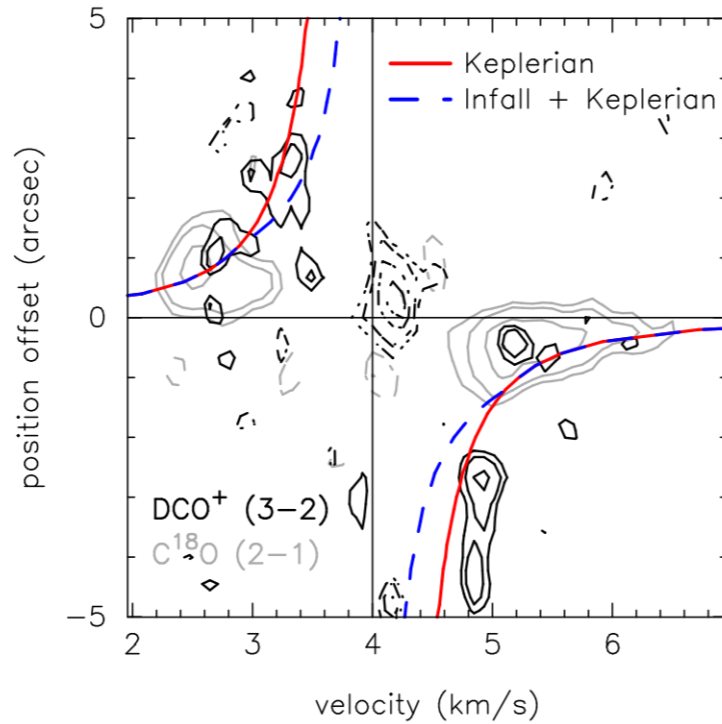 5
0
−5
position offset (arcsec)
Keplerian
Infall + Keplerian
DCO⁺ (3−2)
C¹⁸O (2−1)
2 3 4 5 6
velocity (km/s)